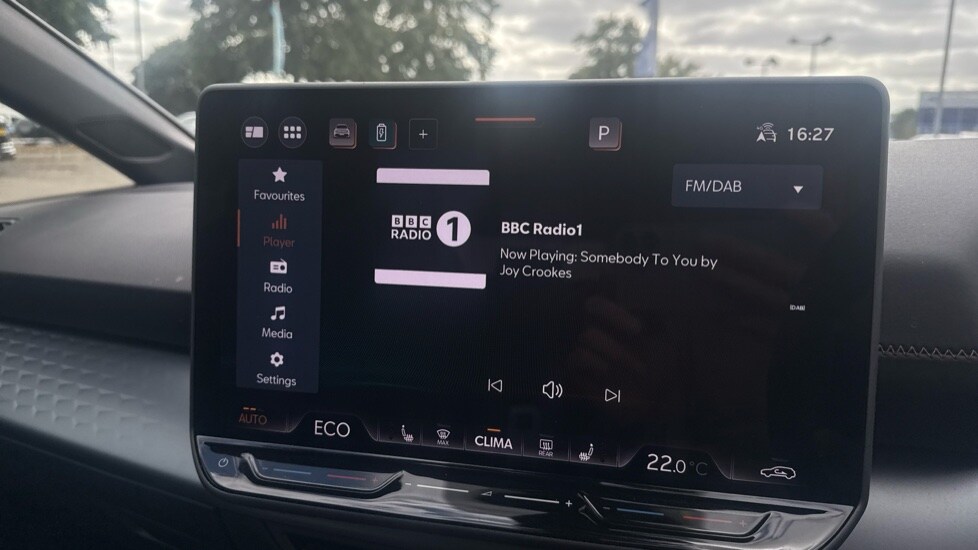 +
P
16:27
FM/DAB
Favourites
Player
Radio
Media
Settings
BBC
RADIO 1
BBC Radio1
Now Playing: Somebody To You by
Joy Crookes
DAB
AUTO
ECO
MAX
CLIMA
REAR
22.0°C